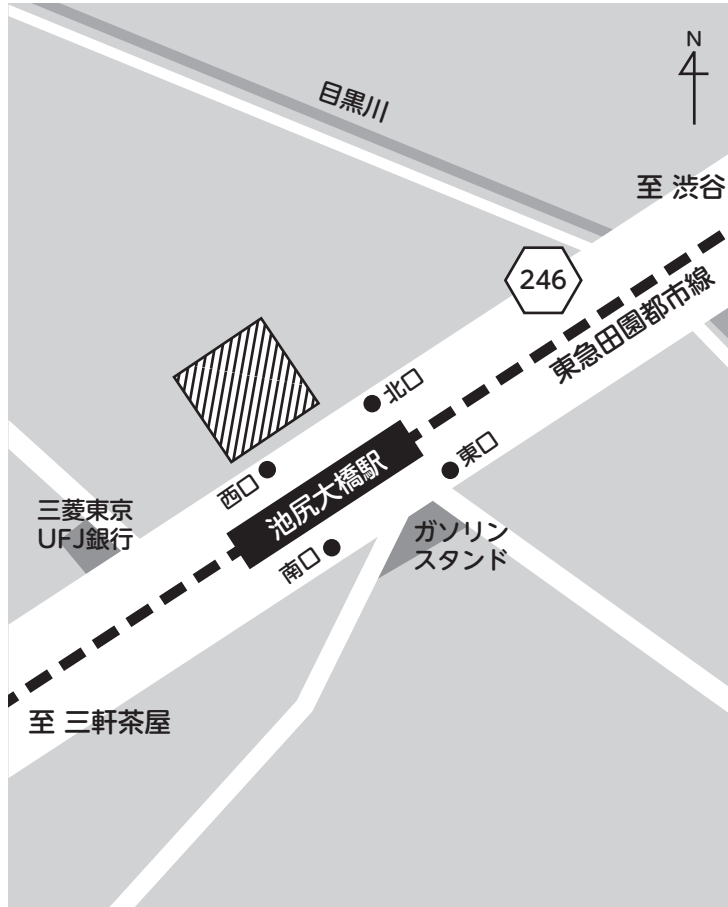 N
目黒川
至 渋谷
246
東急田園都市線
北口
東口
西口
池尻大橋駅
三菱東京
UFJ銀行
ガソリン
スタンド
南口
至 三軒茶屋